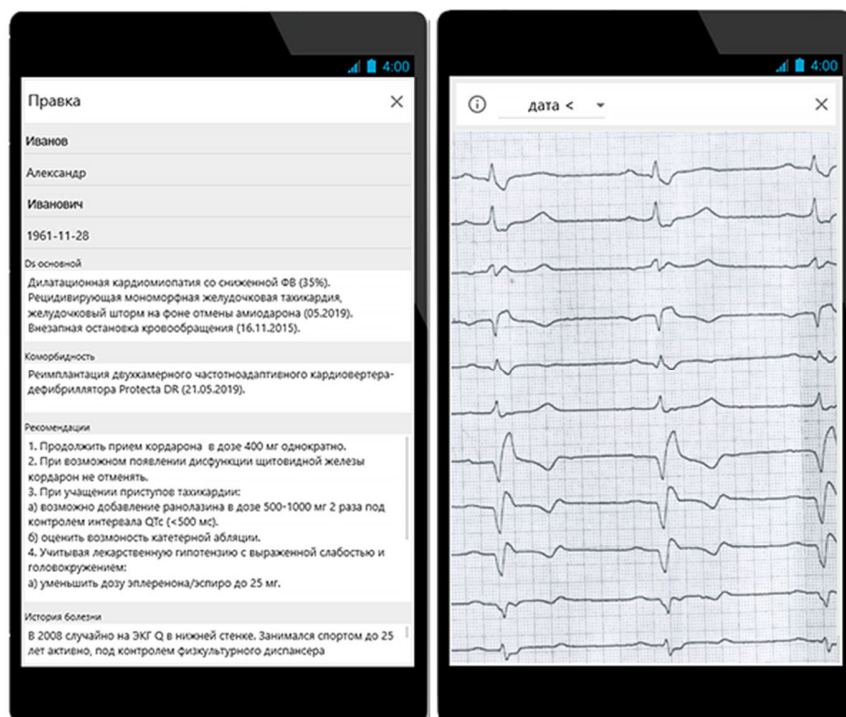 4:00
Правка
Иванов
Александр
Иванович
1961-11-28
Ds основной
Дилатационная кардиомиопатия со сниженной ФВ (35%).
Рецидивирующая мономорфная желудочковая тахикардия,
желудочковый шторм на фоне отмены амиодарона (05.2019).
Внезапная остановка кровообращения (16.11.2015).
Коморбидность
Реимплантация двухкамерного частотноадаптивного кардиовертера-
дефибриллятора Protecta DR (21.05.2019).
Рекомендации
1. Продолжить прием кордарона в дозе 400 мг однократно.
2. При возможном появлении дисфункции щитовидной железы
кордарон не отменять.
3. При учащении приступов тахикардии:
а) возможно добавление ранолазина в дозе 500-1000 мг 2 раза под
контролем интервала QTc (<500 мс).
б) оценить возмоность катетерной абляции.
4. Учитывая лекарственную гипотензию с выраженной слабостью и
головокружением:
а) уменьшить дозу эплеренона/эспиро до 25 мг.
История болезни
В 2008 случайно на ЭКГ Q в нижней стенке. Занимался спортом до 25
лет активно, под контролем физкультурного диспансера
4:00
дата <